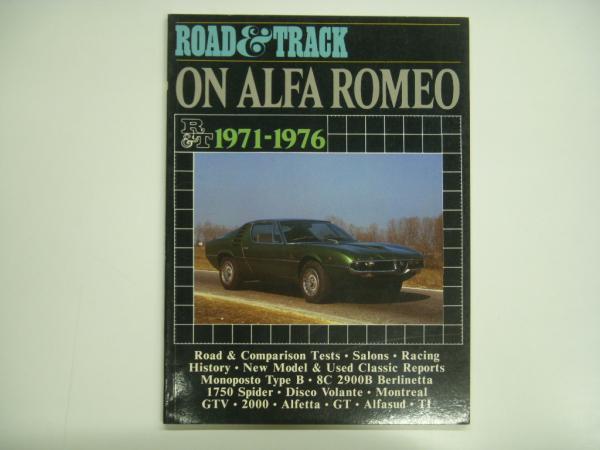 ROAD & TRACK
ON ALFA ROMEO
R&T 1971-1976
Road & Comparison Tests · Salons · Racing
History · New Model & Used Classic Reports
Monoposto Type B · 8C 2900B Berlinetta
1750 Spider · Disco Volante · Montreal
GTV · 2000 · Alfetta · GT · Alfasud · TI